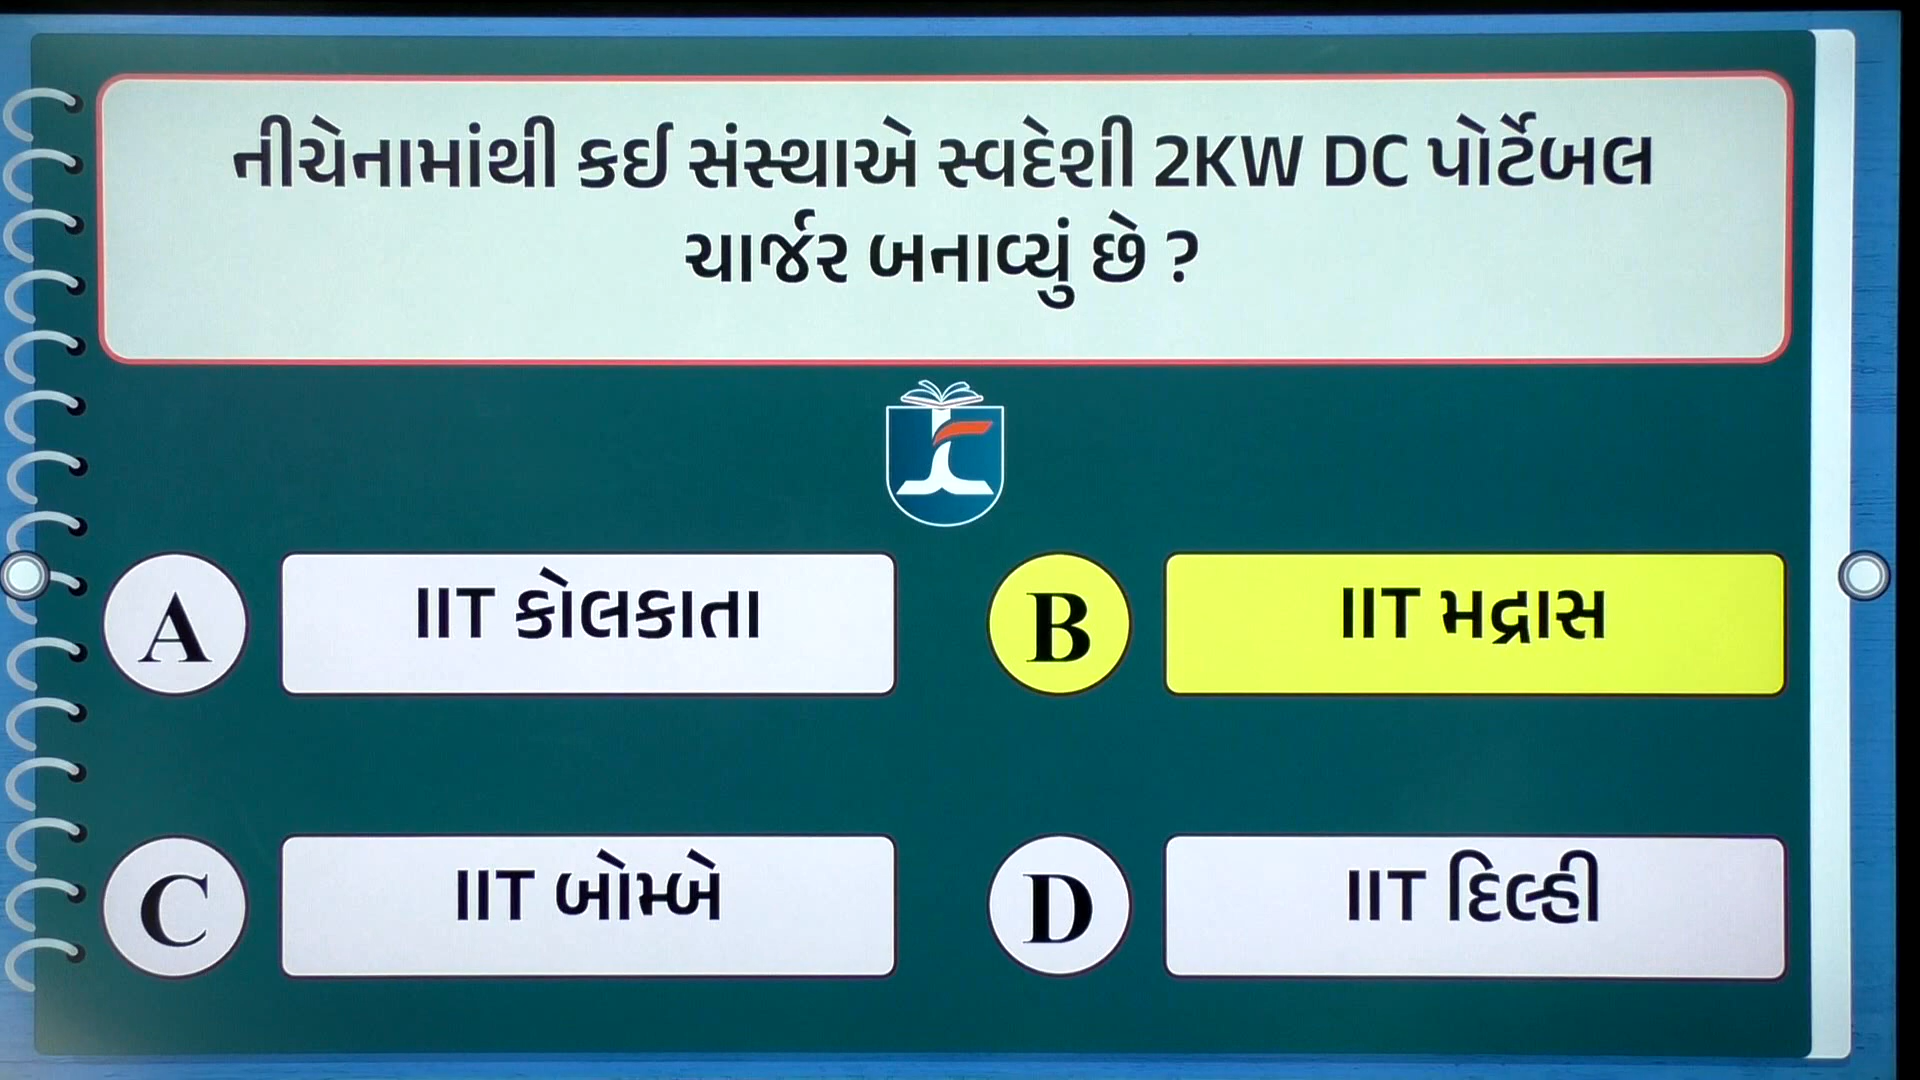 નીચેનામાંથી કઈ સંસ્થાએ સ્વદેશી 2KW DC પોર્ટેબલ
ચાર્જર બનાવ્યું છે ?
A IIT કોલકાતા
B IIT મદ્રાસ
C IIT બોમ્બે
D IIT દિલ્હી